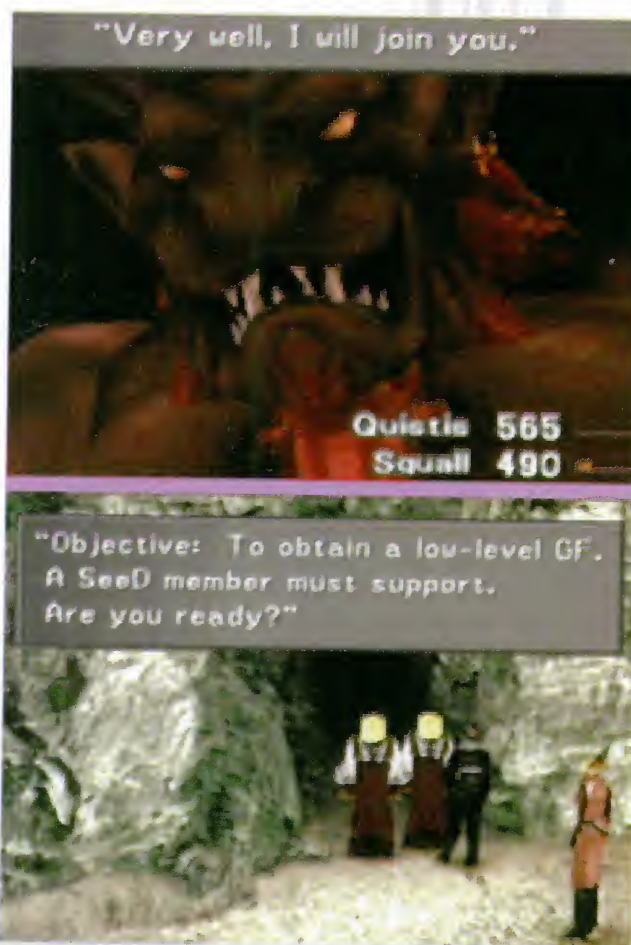 "Very well, I will join you."
Quistis 565
Squall 490
"Objective: To obtain a low-level GF.
A SeeD member must support.
Are you ready?"